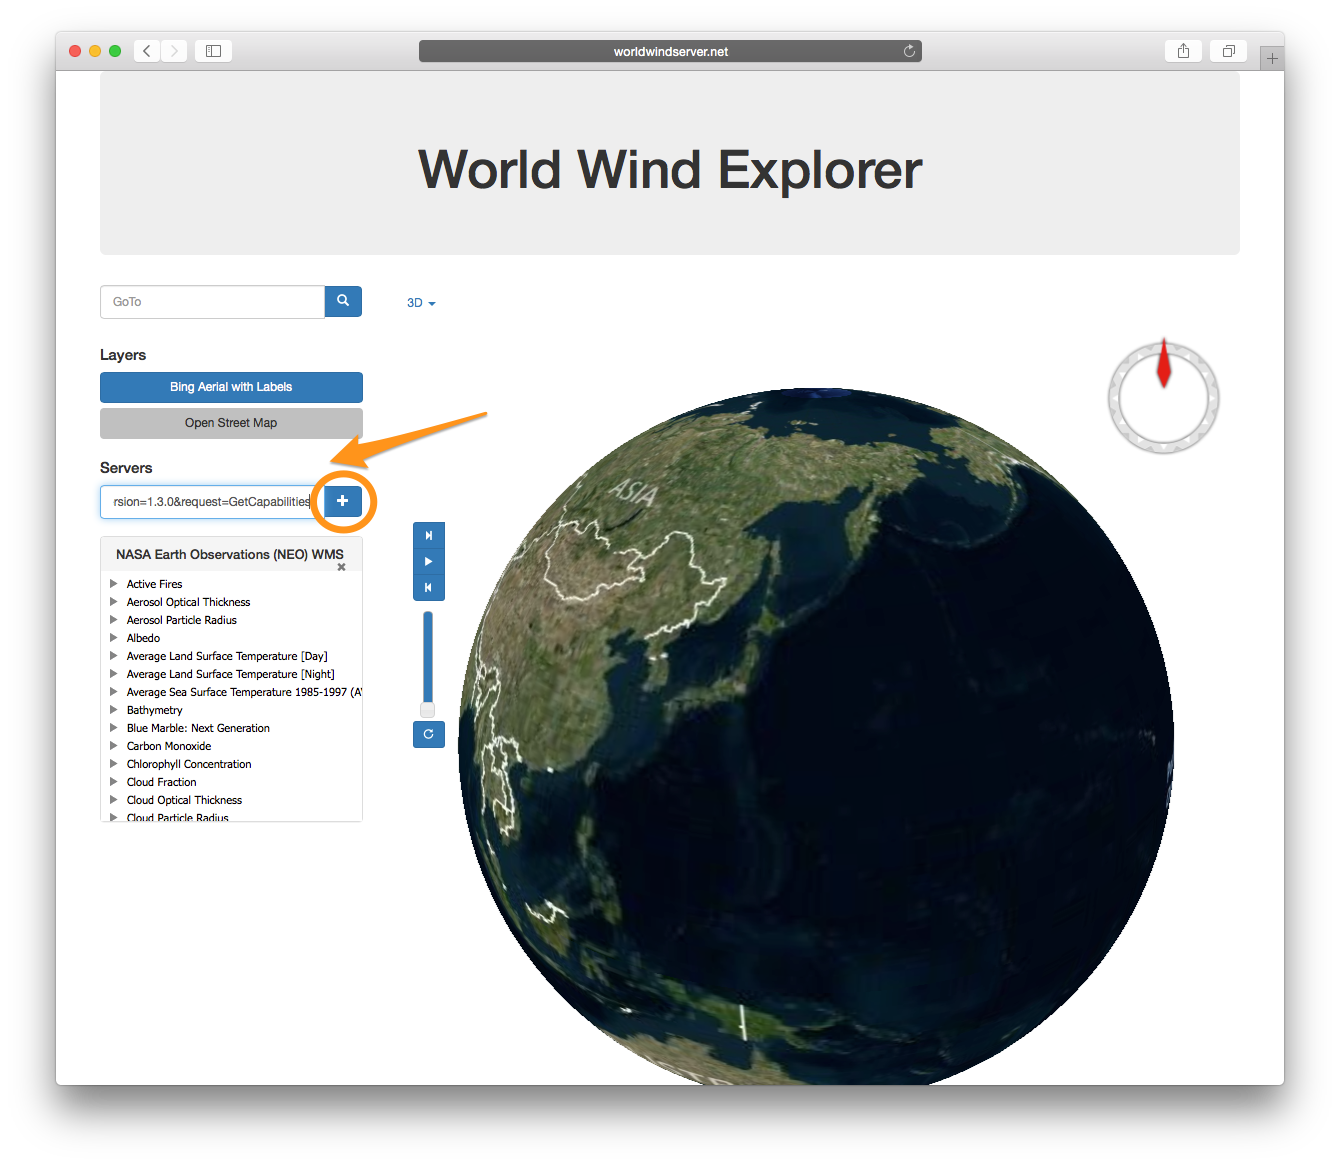 worldwindserver.net
World Wind Explorer
GoTo
3D
Layers
Bing Aerial with Labels
Open Street Map
Servers
rsion=1.3.0&request=GetCapabilities
NASA Earth Observations (NEO) WMS
Active Fires
Aerosol Optical Thickness
Aerosol Particle Radius
Albedo
Average Land Surface Temperature [Day]
Average Land Surface Temperature [Night]
Average Sea Surface Temperature 1985-1997 (A
Bathymetry
Blue Marble: Next Generation
Carbon Monoxide
Chlorophyll Concentration
Cloud Fraction
Cloud Optical Thickness
Cloud Particle Radius
ASIA